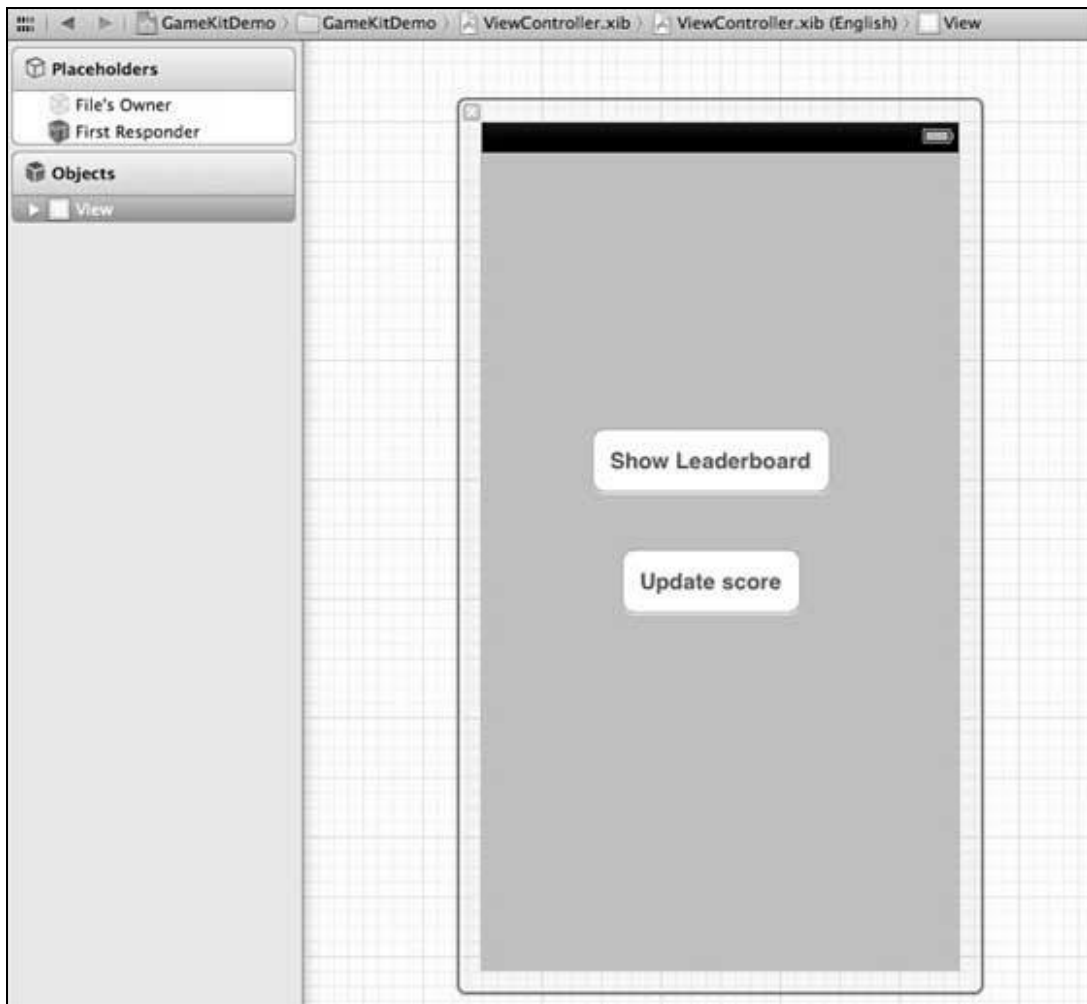 GameKitDemo GameKitDemo ViewController.xib ViewController.xib (English) View
Placeholders
File's Owner
First Responder
Objects
View
Show Leaderboard
Update score